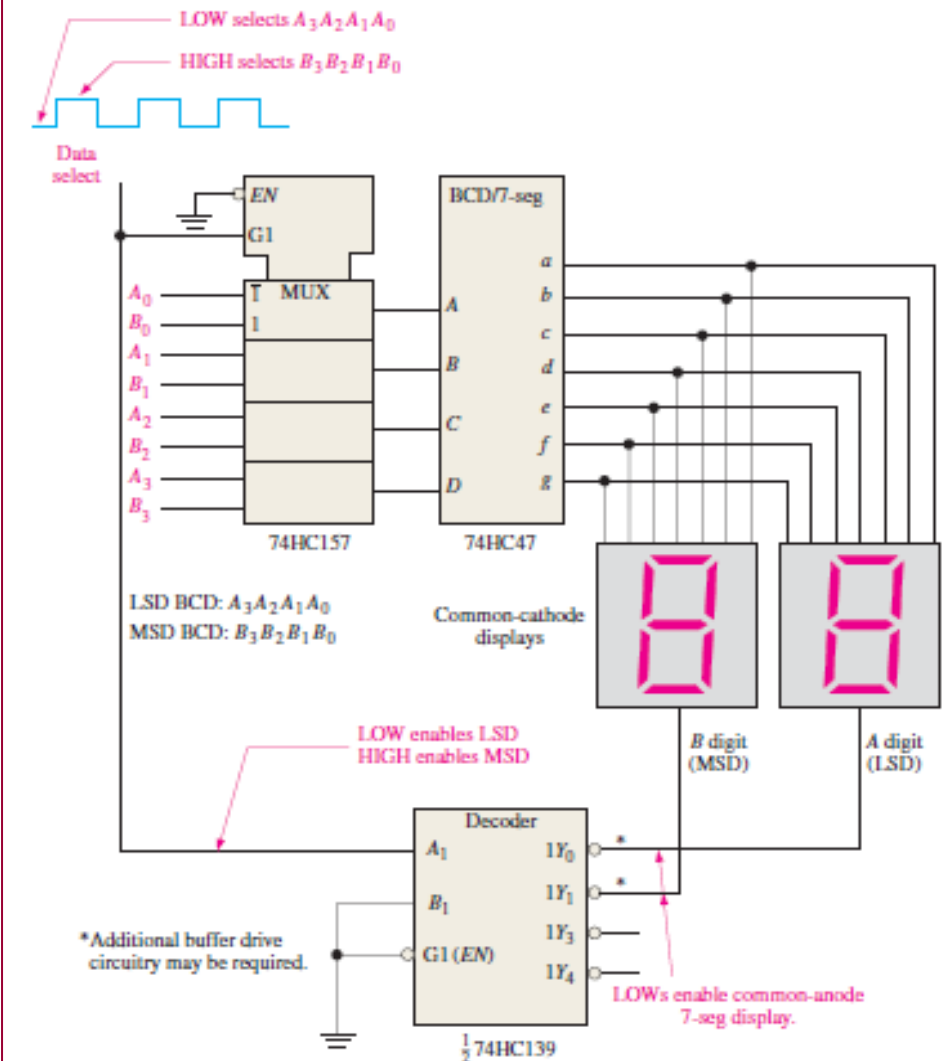 LOW selects A3A2A1A0
HIGH selects B3B2B1B0
Data
select
EN
G1
MUX
A0
1̅
B0
1
A1
B1
A2
B2
A3
B3
74HC157
BCD/7-seg
A
B
C
D
a
b
c
d
e
f
g
74HC47
LSD BCD: A3A2A1A0
MSD BCD: B3B2B1B0
Common-cathode
displays
B digit
(MSD)
A digit
(LSD)
LOW enables LSD
HIGH enables MSD
Decoder
A1
B1
G1 (EN)
1Y0
1Y1
1Y3
1Y4
*
*
*Additional buffer drive
circuitry may be required.
LOWs enable common-anode
7-seg display.
1/2 74HC139